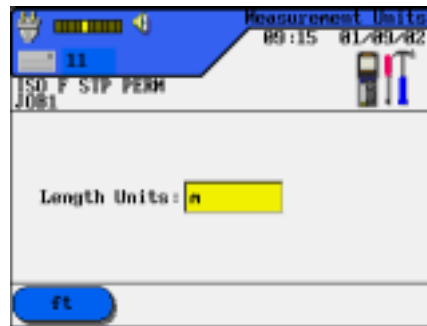 Measurement Units
09:15 01/09/02
11
ISO F STP PERM
JOB1
Length Units: m
ft